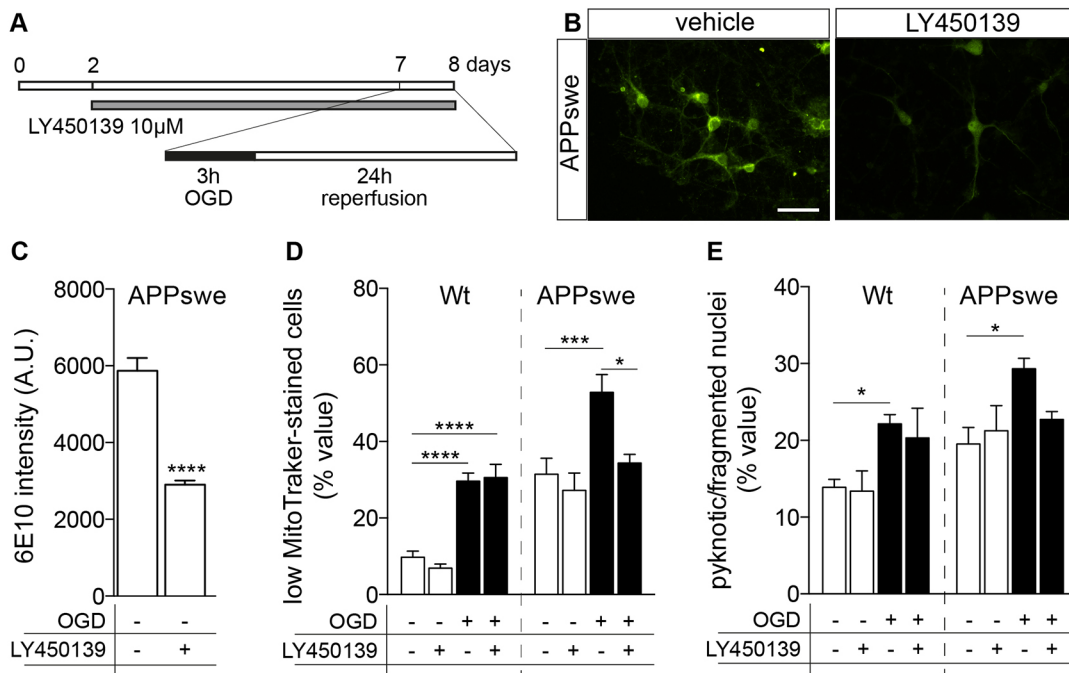 A
0 2 7 8 days
LY450139 10µM
3h 24h
OGD reperfusion
B
vehicle LY450139
APPswe
C
APPswe
6E10 intensity (A.U.)
8000
6000
4000
2000
0
****
OGD - -
LY450139 - +
D
Wt APPswe
low MitoTraker-stained cells
(% value)
80
60
40
20
0
**** **** *** *
OGD - - + + - - + +
LY450139 - + - + - + - +
E
Wt APPswe
pyknotic/fragmented nuclei
(% value)
40
30
20
10
0
* *
OGD - - + + - - + +
LY450139 - + - + - + - +